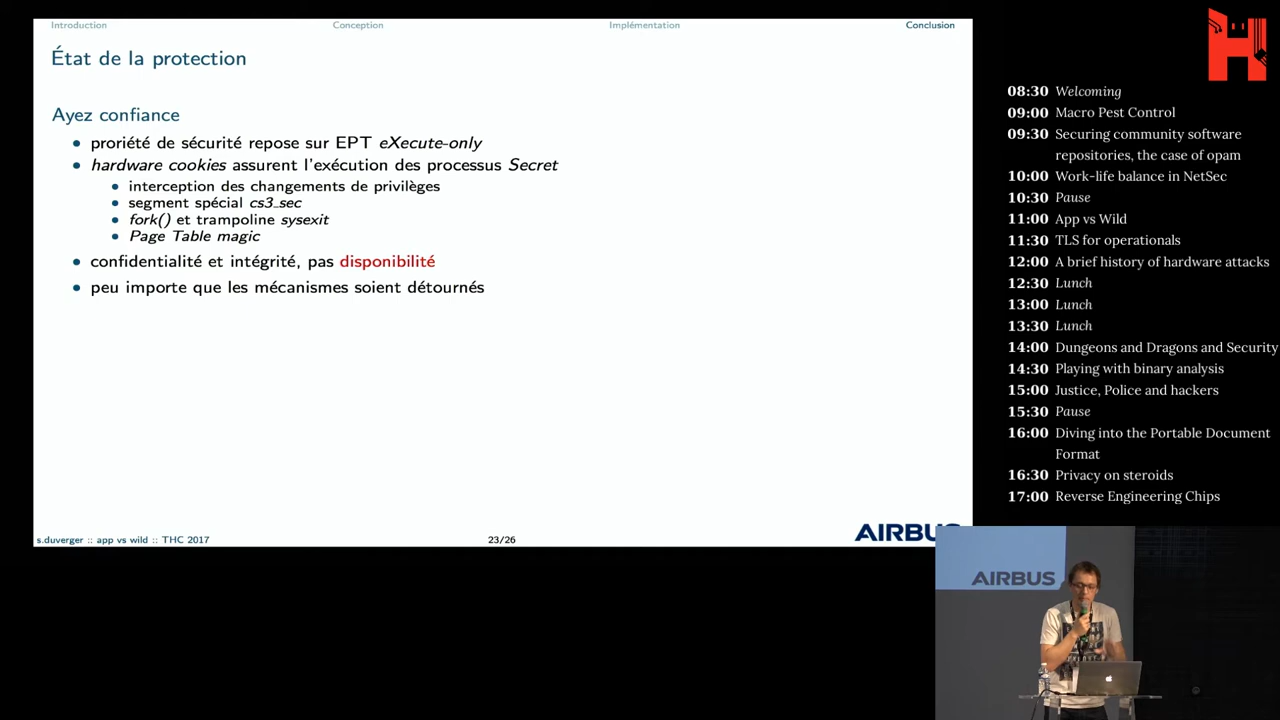 Introduction
Conception
Implémentation
Conclusion
État de la protection
Ayez confiance
proriété de sécurité repose sur EPT eXecute-only
hardware cookies assurent l'exécution des processus Secret
interception des changements de privilèges
segment spécial cs3_sec
fork() et trampoline sysexit
Page Table magic
confidentialité et intégrité, pas disponibilité
peu importe que les mécanismes soient détournés
s.duverger :: app vs wild :: THC 2017
23/26
08:30 Welcoming
09:00 Macro Pest Control
09:30 Securing community software
repositories, the case of opam
10:00 Work-life balance in NetSec
10:30 Pause
11:00 App vs Wild
11:30 TLS for operationals
12:00 A brief history of hardware attacks
12:30 Lunch
13:00 Lunch
13:30 Lunch
14:00 Dungeons and Dragons and Security
14:30 Playing with binary analysis
15:00 Justice, Police and hackers
15:30 Pause
16:00 Diving into the Portable Document
Format
16:30 Privacy on steroids
17:00 Reverse Engineering Chips
AIRBUS